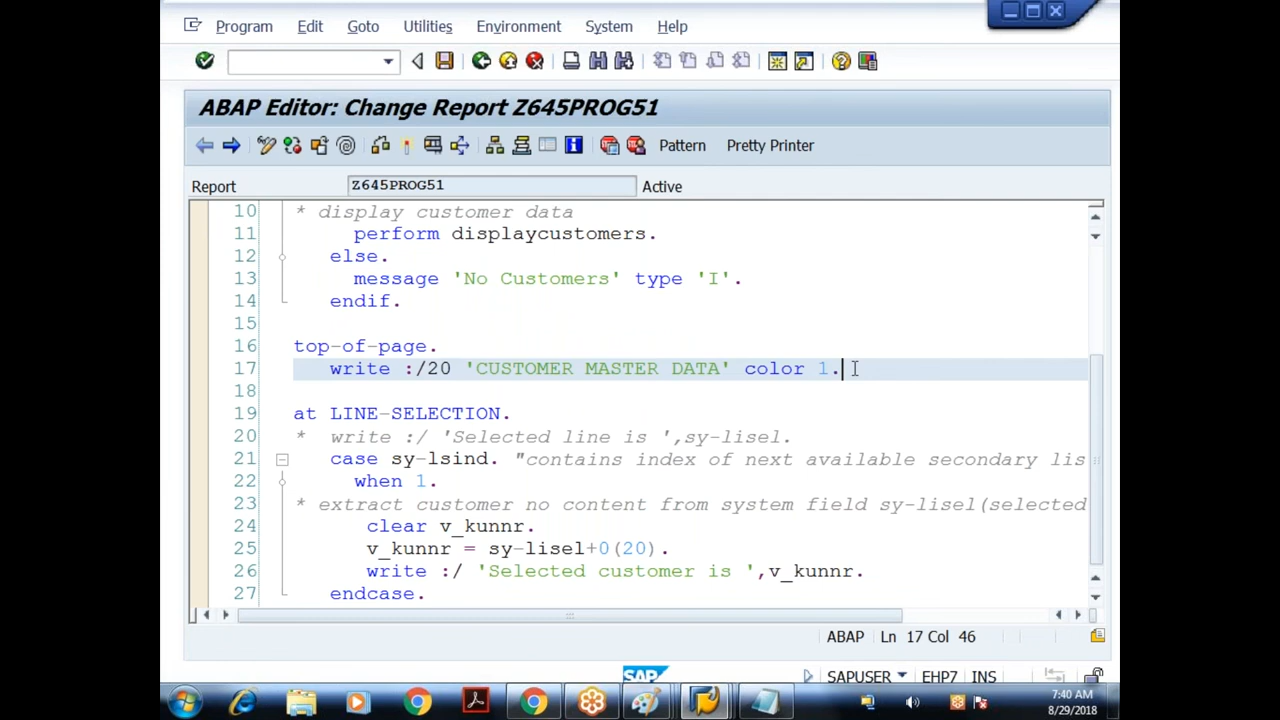 Program Edit Goto Utilities Environment System Help
ABAP Editor: Change Report Z645PROG51
Pattern Pretty Printer
Report Z645PROG51 Active
10 * display customer data
11 perform displaycustomers.
12 else.
13 message 'No Customers' type 'I'.
14 endif.
15
16 top-of-page.
17 write :/20 'CUSTOMER MASTER DATA' color 1.
18
19 at LINE-SELECTION.
20 * write :/ 'Selected line is ',sy-lisel.
21 case sy-lsind. "contains index of next available secondary lis
22 when 1.
23 * extract customer no content from system field sy-lisel(selected
24 clear v_kunnr.
25 v_kunnr = sy-lisel+0(20).
26 write :/ 'Selected customer is ',v_kunnr.
27 endcase.
ABAP Ln 17 Col 46
SAP SAPUSER EHP7 INS
7:40 AM
8/29/2018